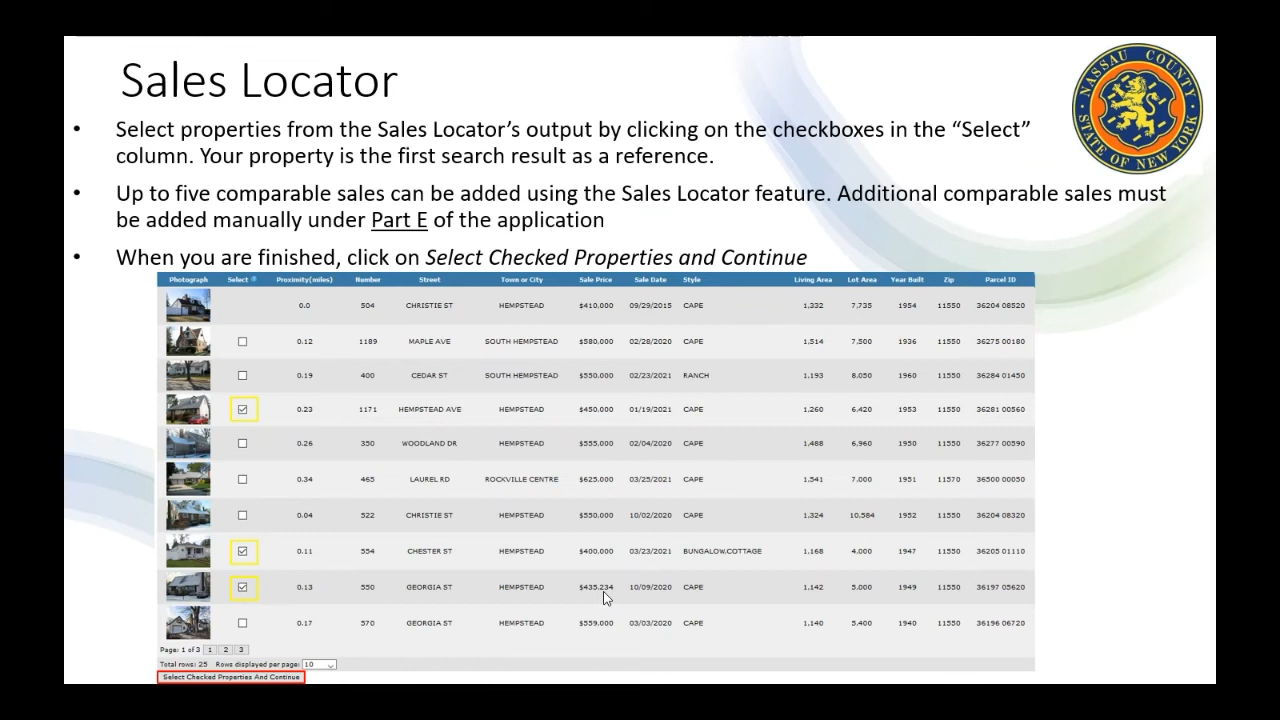 Sales Locator
NASSAU COUNTY
STATE OF NEW YORK
• Select properties from the Sales Locator’s output by clicking on the checkboxes in the “Select”
column. Your property is the first search result as a reference.
• Up to five comparable sales can be added using the Sales Locator feature. Additional comparable sales must
be added manually under Part E of the application
• When you are finished, click on Select Checked Properties and Continue
Photograph Select Proximity(miles) Number Street Town or City Sale Price Sale Date Style Living Area Lot Area Year Built Zip Parcel ID
0.0 504 CHRISTIE ST HEMPSTEAD $410,000 09/29/2015 CAPE 1,332 7,735 1954 11550 36204 08520
0.12 1189 MAPLE AVE SOUTH HEMPSTEAD $580,000 02/28/2020 CAPE 1,514 7,500 1936 11550 36275 00180
0.19 400 CEDAR ST SOUTH HEMPSTEAD $550,000 02/23/2021 RANCH 1,193 8,050 1960 11550 36284 01450
0.23 1171 HEMPSTEAD AVE HEMPSTEAD $450,000 01/19/2021 CAPE 1,260 6,420 1953 11550 36281 00560
0.26 350 WOODLAND DR HEMPSTEAD $555,000 02/04/2020 CAPE 1,488 6,960 1950 11550 36277 00590
0.34 465 LAUREL RD ROCKVILLE CENTRE $625,000 03/25/2021 CAPE 1,541 7,000 1951 11570 36500 00050
0.04 522 CHRISTIE ST HEMPSTEAD $550,000 10/02/2020 CAPE 1,324 10,584 1952 11550 36204 08320
0.11 554 CHESTER ST HEMPSTEAD $400,000 03/23/2021 BUNGALOW,COTTAGE 1,168 4,000 1947 11550 36205 01110
0.13 550 GEORGIA ST HEMPSTEAD $435,234 10/09/2020 CAPE 1,142 5,000 1949 11550 36197 05620
0.17 570 GEORGIA ST HEMPSTEAD $559,000 03/03/2020 CAPE 1,140 5,400 1940 11550 36196 06720
Page: 1 of 3 1 2 3
Total rows: 25 Rows displayed per page: 10
Select Checked Properties And Continue